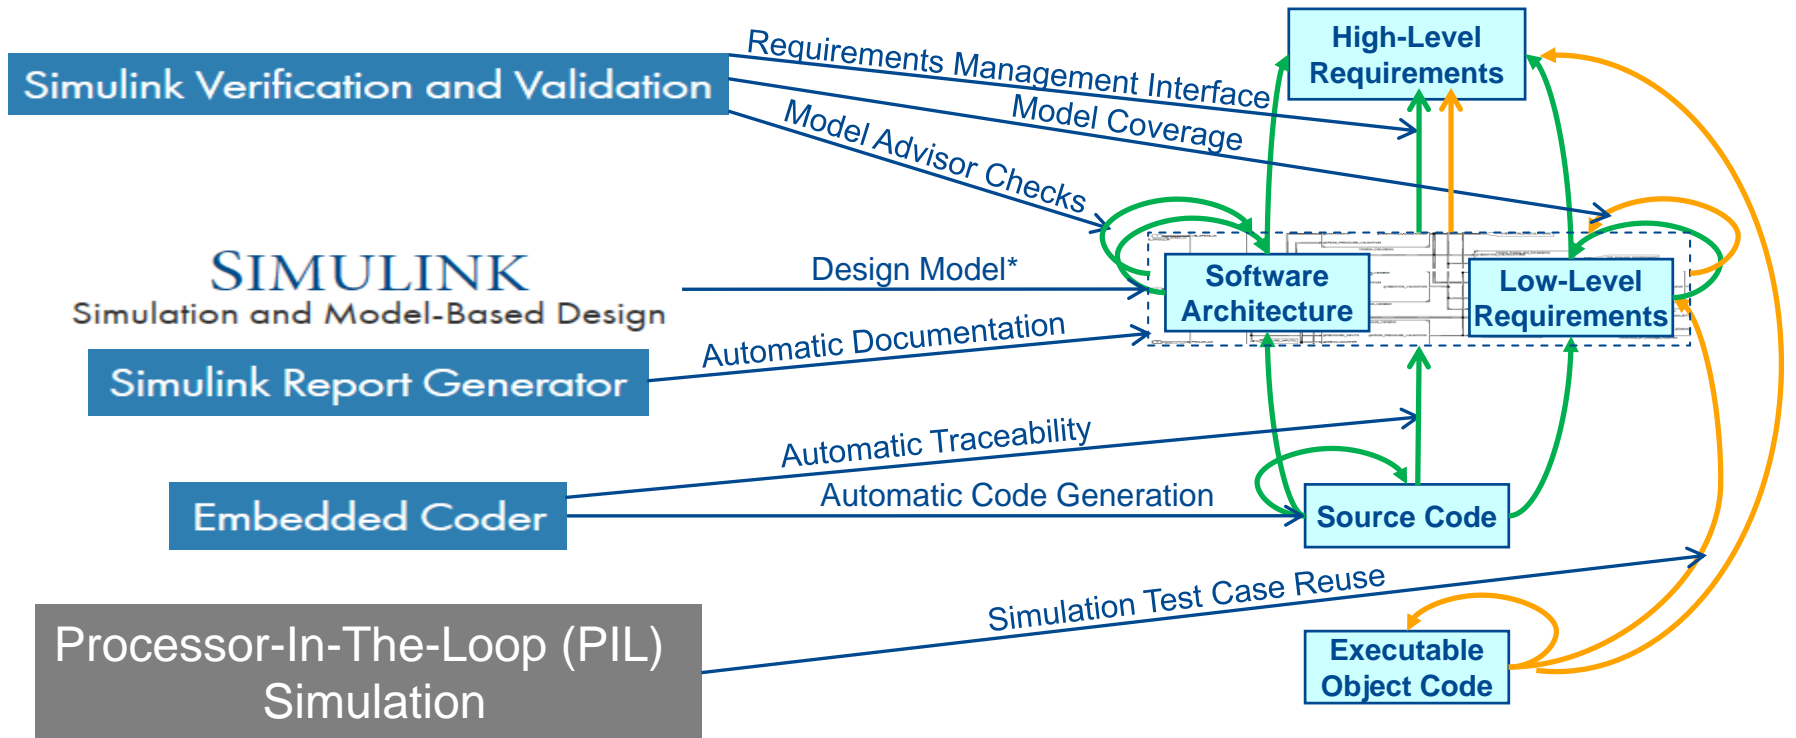 High-Level
Requirements
Requirements Management Interface
Simulink Verification and Validation
Model Coverage
Model Advisor Checks
SIMULINK
Simulation and Model-Based Design
Design Model*
Software
Architecture
Low-Level
Requirements
Automatic Documentation
Simulink Report Generator
Automatic Traceability
Automatic Code Generation
Embedded Coder
Source Code
Simulation Test Case Reuse
Processor-In-The-Loop (PIL)
Simulation
Executable
Object Code